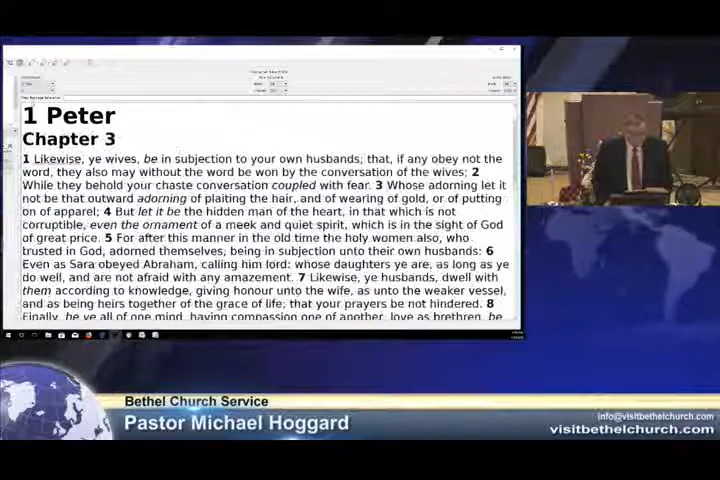 1 Peter
Chapter 3
1 Likewise, ye wives, be in subjection to your own husbands; that, if any obey not the
word, they also may without the word be won by the conversation of the wives; 2
While they behold your chaste conversation coupled with fear. 3 Whose adorning let it
not be that outward adorning of plaiting the hair, and of wearing of gold, or of putting
on of apparel; 4 But let it be the hidden man of the heart, in that which is not
corruptible, even the ornament of a meek and quiet spirit, which is in the sight of God
of great price. 5 For after this manner in the old time the holy women also, who
trusted in God, adorned themselves, being in subjection unto their own husbands: 6
Even as Sara obeyed Abraham, calling him lord: whose daughters ye are, as long as ye
do well, and are not afraid with any amazement. 7 Likewise, ye husbands, dwell with
them according to knowledge, giving honour unto the wife, as unto the weaker vessel,
and as being heirs together of the grace of life; that your prayers be not hindered. 8
Finally, be ye all of one mind, having compassion one of another, love as brethren, be
Bethel Church Service
Pastor Michael Hoggard
info@visitbethelchurch.com
visitbethelchurch.com